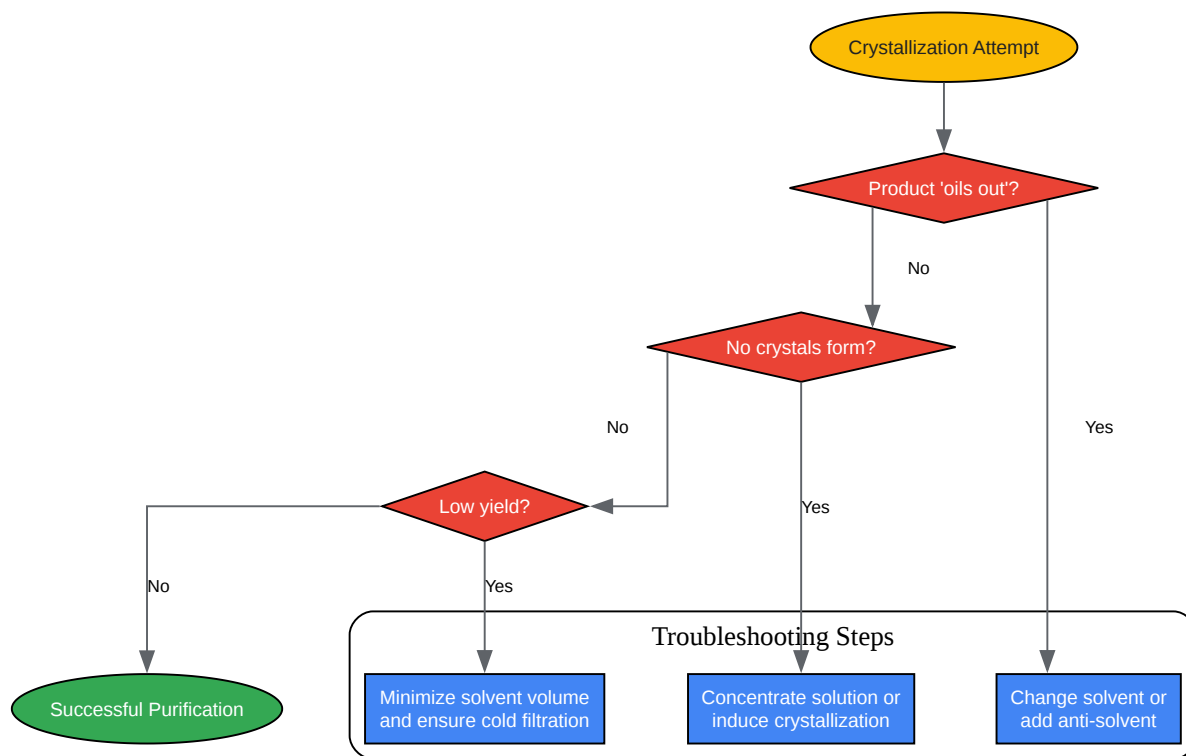 Crystallization Attempt
Product 'oils out'?
No
No crystals form?
No
Yes
Low yield?
Yes
No
Yes
Troubleshooting Steps
Successful Purification
Minimize solvent volume
and ensure cold filtration
Concentrate solution or
induce crystallization
Change solvent or
add anti-solvent